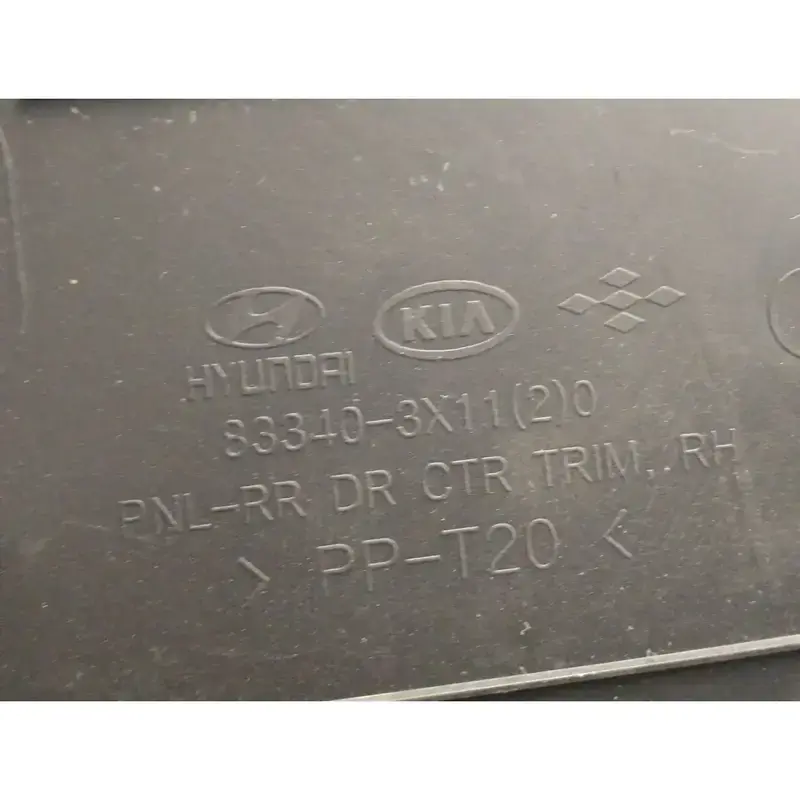 KIA
HYUNDAI
83340-3X11(2)0
PNL-RR DR CTR TRIM, RH
> PP-T20 <